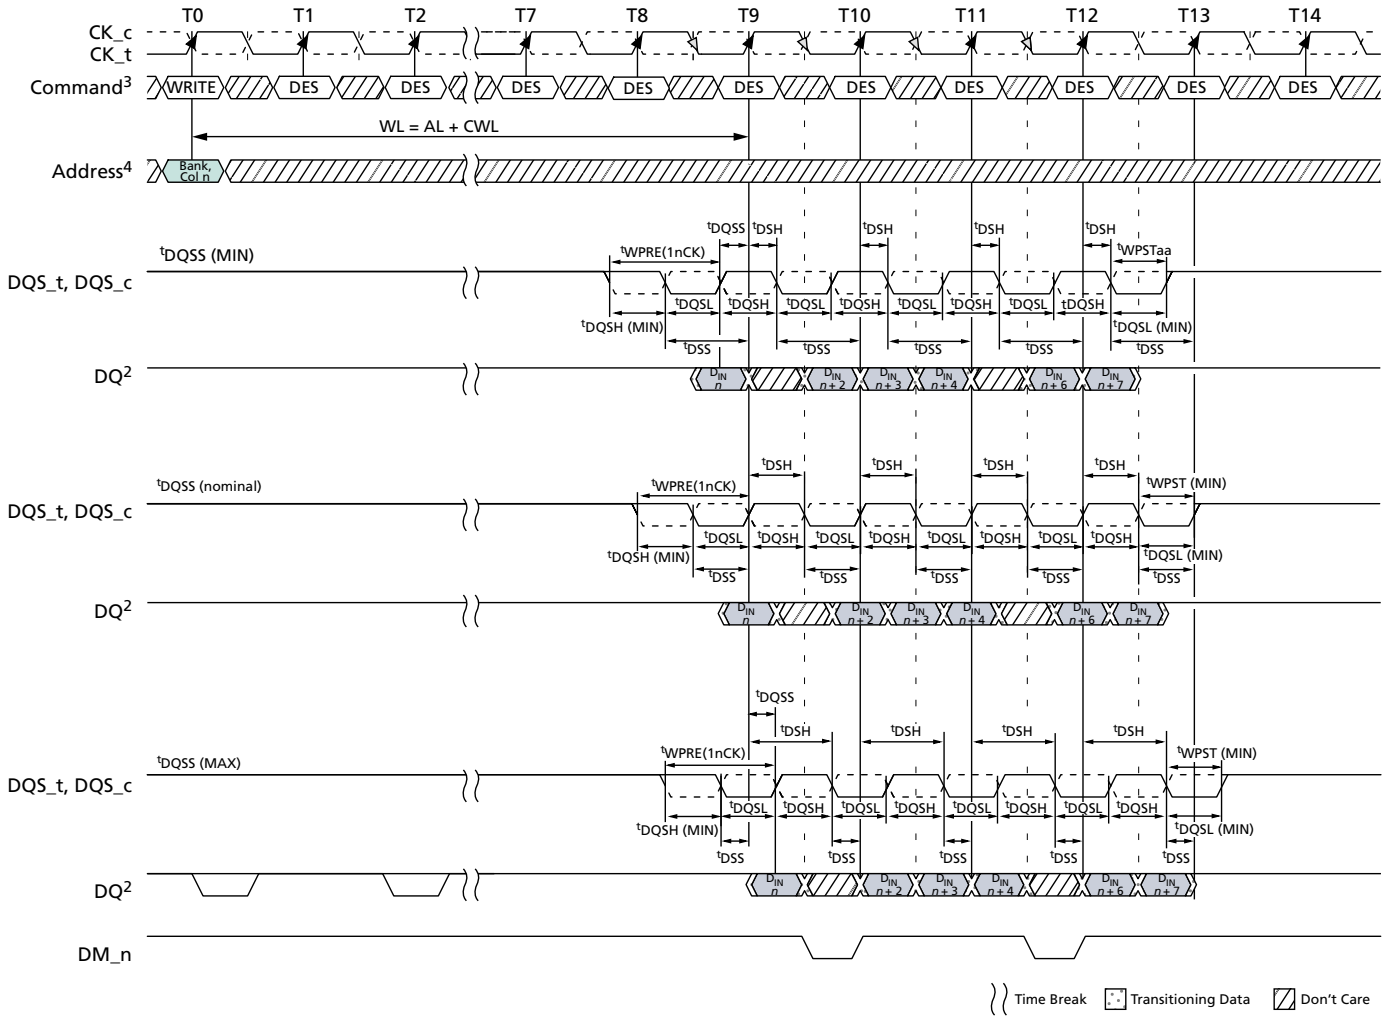 T0 T1 T2 T7 T8 T9 T10 T11 T12 T13 T14
CK_c
CK_t
Command³ WRITE DES DES DES DES DES DES DES DES DES DES
WL = AL + CWL
Address⁴ Bank, Col n
ᵗDQSS ᵗDSH ᵗDSH ᵗDSH ᵗDSH
ᵗDQSS (MIN) ᵗWPRE(1nCK) ᵗWPSTaa
DQS_t, DQS_c
ᵗDQSL ᵗDQSH ᵗDQSL ᵗDQSH ᵗDQSL ᵗDQSH ᵗDQSL tDQSH
ᵗDQSH (MIN) ᵗDQSL (MIN)
ᵗDSS ᵗDSS ᵗDSS ᵗDSS ᵗDSS
DQ²
DIN n DIN n + 2 DIN n + 3 DIN n + 4 DIN n + 6 DIN n + 7
ᵗDSH ᵗDSH ᵗDSH ᵗDSH
ᵗDQSS (nominal) ᵗWPRE(1nCK) ᵗWPST (MIN)
DQS_t, DQS_c
ᵗDQSL ᵗDQSH ᵗDQSL ᵗDQSH ᵗDQSL ᵗDQSH ᵗDQSL ᵗDQSH
ᵗDQSH (MIN) ᵗDQSL (MIN)
ᵗDSS ᵗDSS ᵗDSS ᵗDSS ᵗDSS
DQ²
DIN n DIN n + 2 DIN n + 3 DIN n + 4 DIN n + 6 DIN n + 7
ᵗDQSS
ᵗDSH ᵗDSH ᵗDSH ᵗDSH
ᵗDQSS (MAX) ᵗWPRE(1nCK) ᵗWPST (MIN)
DQS_t, DQS_c
ᵗDQSL ᵗDQSH ᵗDQSL ᵗDQSH ᵗDQSL ᵗDQSH ᵗDQSL ᵗDQSH
ᵗDQSH (MIN) ᵗDQSL (MIN)
ᵗDSS ᵗDSS ᵗDSS ᵗDSS ᵗDSS
DQ²
DIN n DIN n + 2 DIN n + 3 DIN n + 4 DIN n + 6 DIN n + 7
DM_n
Time Break Transitioning Data Don't Care